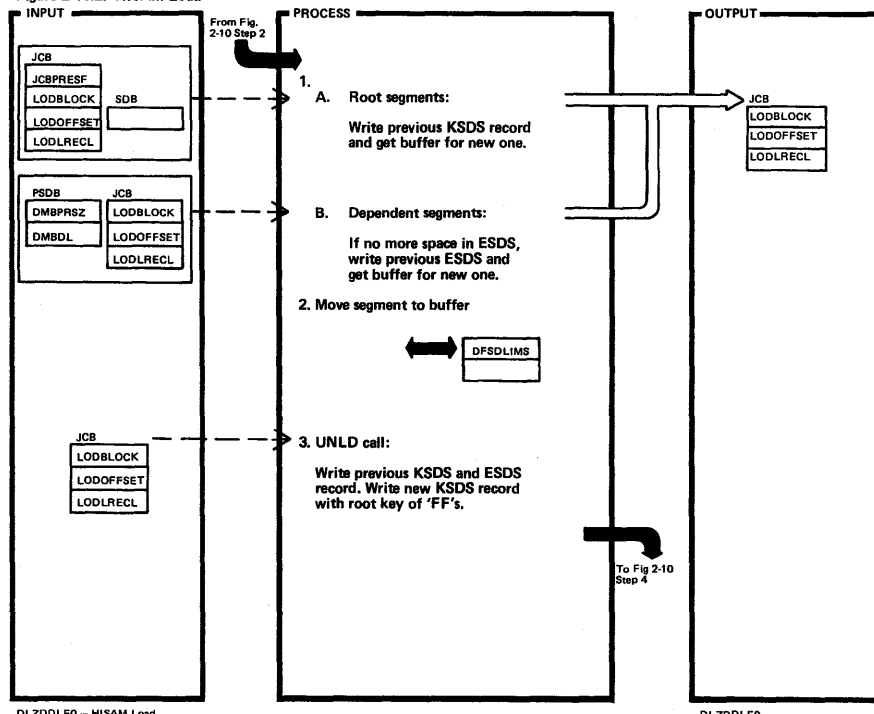 INPUT
JCB
JCBPRESF
LODBLOCK
LODOFFSET
LODLRECL
SDB
PSDB
DMBPRSZ
DMBDL
JCB
LODBLOCK
LODOFFSET
LODLRECL
JCB
LODBLOCK
LODOFFSET
LODLRECL
From Fig.
2-10 Step 2
PROCESS
1.
A. Root segments:
Write previous KSDS record
and get buffer for new one.
B. Dependent segments:
If no more space in ESDS,
write previous ESDS and
get buffer for new one.
2. Move segment to buffer
DFSDLIMS
3. UNLD call:
Write previous KSDS and ESDS
record. Write new KSDS record
with root key of 'FF's.
To Fig 2-10
Step 4
OUTPUT
JCB
LODBLOCK
LODOFFSET
LODLRECL